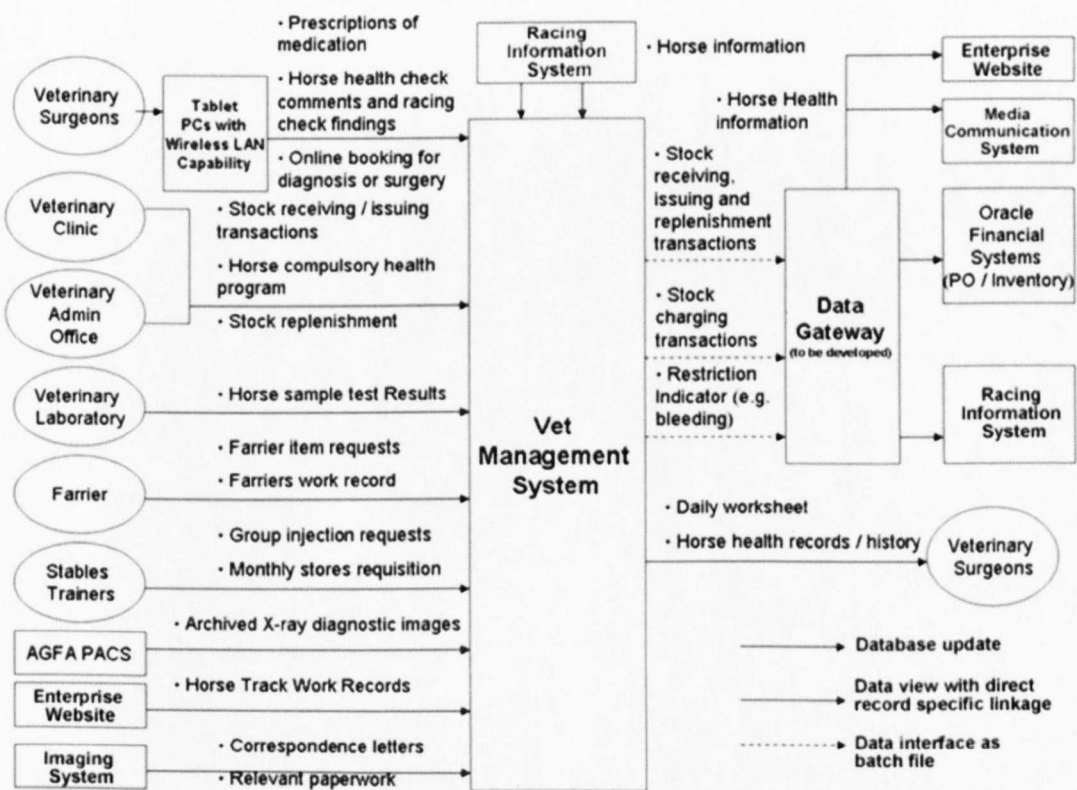 Veterinary
Surgeons
Tablet
PCs with
Wireless LAN
Capability
· Prescriptions of
medication
· Horse health check
comments and racing
check findings
· Online booking for
diagnosis or surgery
Veterinary
Clinic
Veterinary
Admin
Office
· Stock receiving / issuing
transactions
· Horse compulsory health
program
· Stock replenishment
Veterinary
Laboratory
· Horse sample test Results
Farrier
· Farrier item requests
· Farriers work record
Stables
Trainers
· Group injection requests
· Monthly stores requisition
AGFA PACS
· Archived X-ray diagnostic images
Enterprise
Website
· Horse Track Work Records
Imaging
System
· Correspondence letters
· Relevant paperwork
Racing
Information
System
· Horse information
Vet
Management
System
· Horse Health
information
· Stock
receiving,
issuing and
replenishment
transactions
· Stock
charging
transactions
· Restriction
Indicator (e.g.
bleeding)
Data
Gateway
(to be developed)
Enterprise
Website
Media
Communication
System
Oracle
Financial
Systems
(PO / Inventory)
Racing
Information
System
· Daily worksheet
· Horse health records / history
Veterinary
Surgeons
Database update
Data view with direct
record specific linkage
Data interface as
batch file